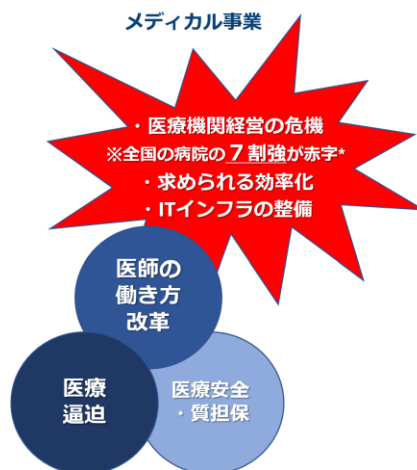 メディカル事業
・医療機関経営の危機
※全国の病院の７割強が赤字*
・求められる効率化
・ITインフラの整備
医師の
働き方
改革
医療
逼迫
医療安全
・質担保